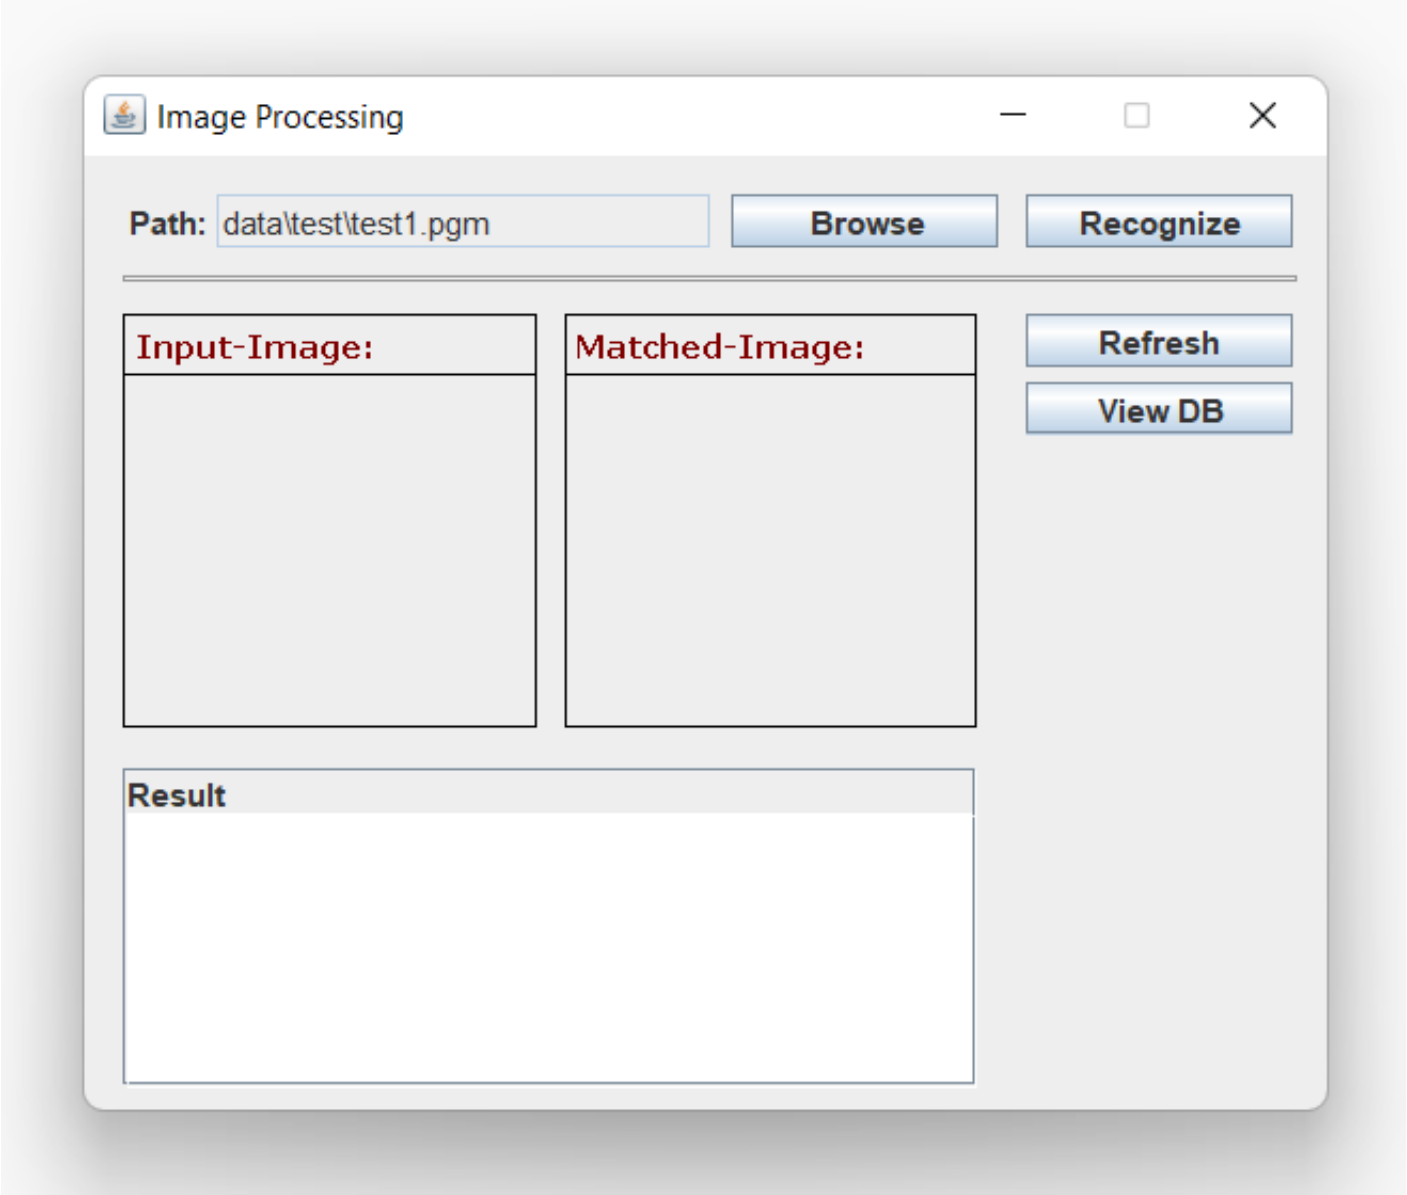 Image Processing
Path: data\test\test1.pgm Browse Recognize
Input-Image: Matched-Image: Refresh
View DB
Result